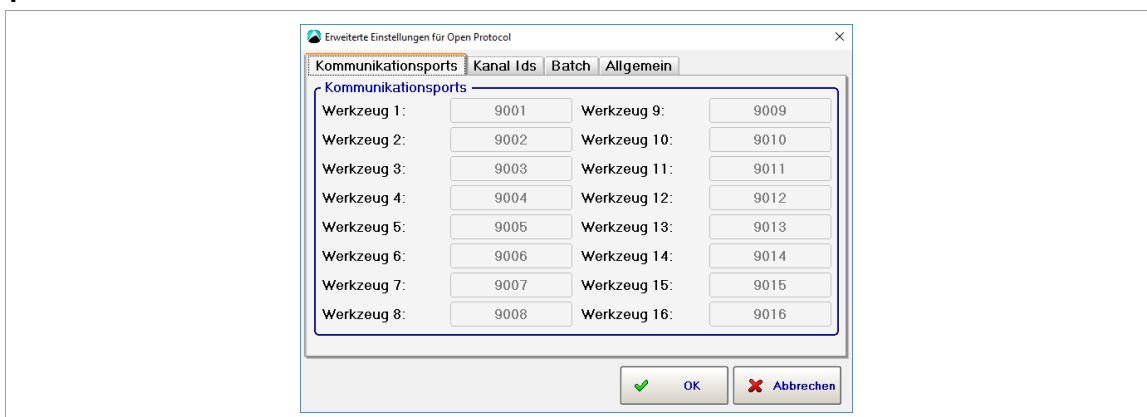 Erweiterte Einstellungen für Open Protocol
Kommunikationsports Kanal Ids Batch Allgemein
Kommunikationsports
Werkzeug 1: 9001 Werkzeug 9: 9009
Werkzeug 2: 9002 Werkzeug 10: 9010
Werkzeug 3: 9003 Werkzeug 11: 9011
Werkzeug 4: 9004 Werkzeug 12: 9012
Werkzeug 5: 9005 Werkzeug 13: 9013
Werkzeug 6: 9006 Werkzeug 14: 9014
Werkzeug 7: 9007 Werkzeug 15: 9015
Werkzeug 8: 9008 Werkzeug 16: 9016
OK Abbrechen